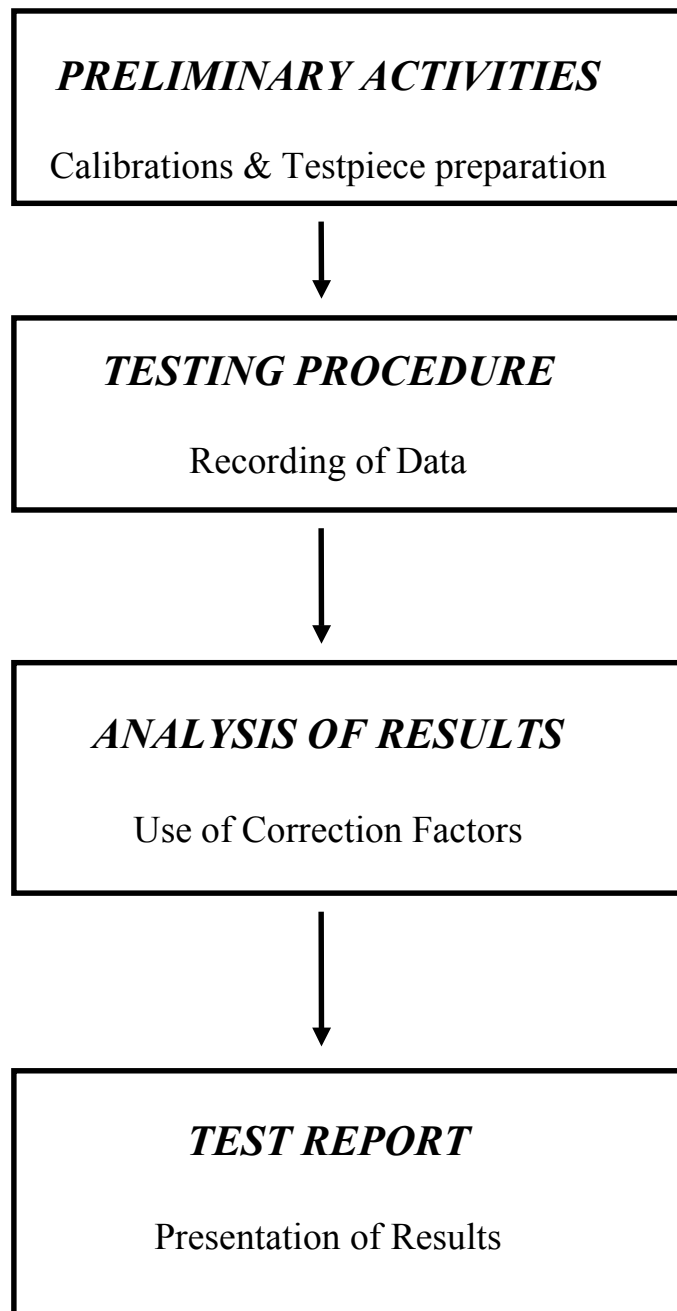 PRELIMINARY ACTIVITIES
Calibrations & Testpiece preparation
TESTING PROCEDURE
Recording of Data
ANALYSIS OF RESULTS
Use of Correction Factors
TEST REPORT
Presentation of Results